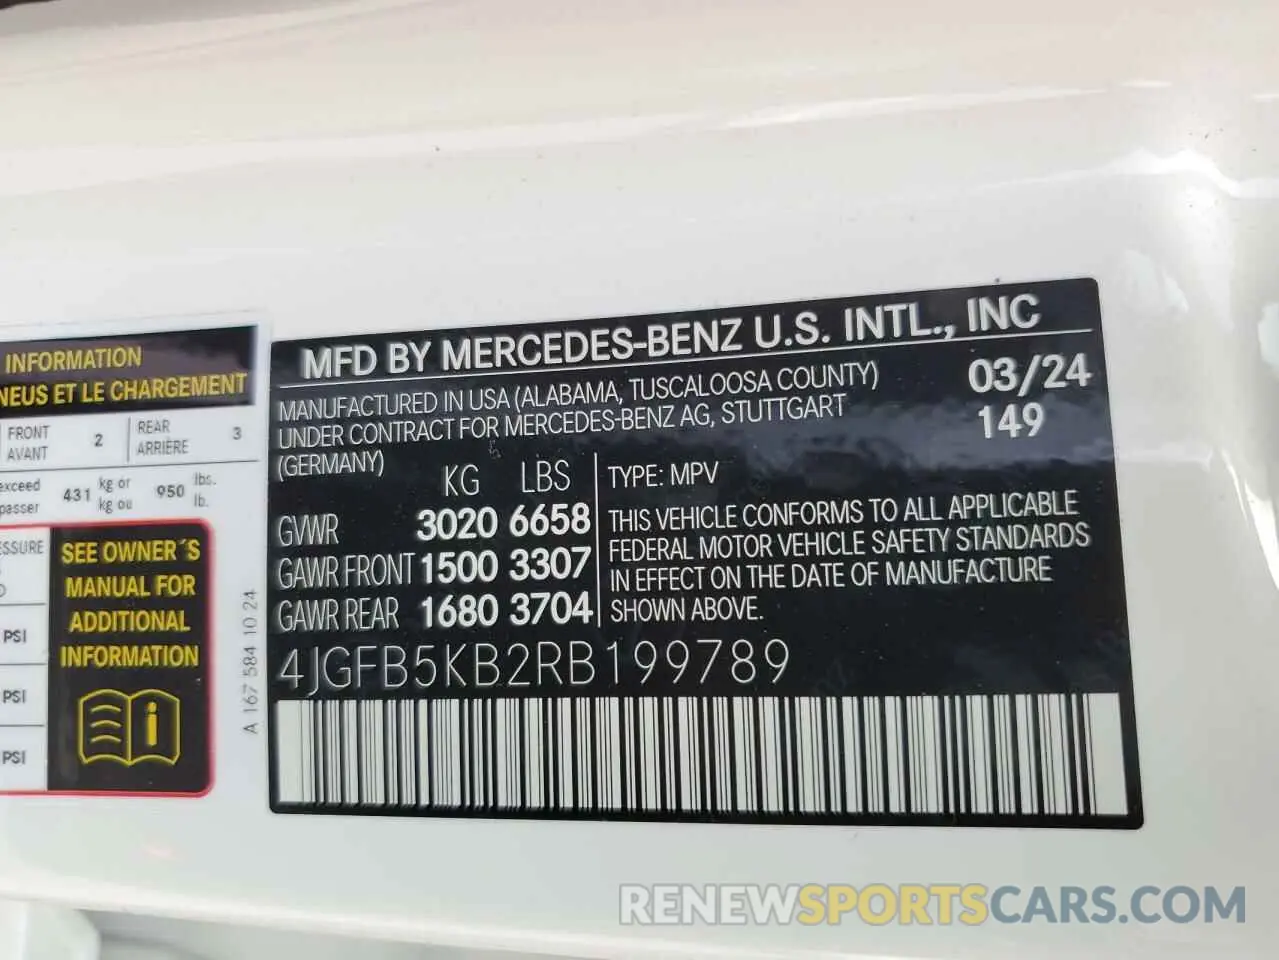 INFORMATION
NEUS ET LE CHARGEMENT
FRONT
AVANT
2
REAR
ARRIÈRE
3
exceed
passer
431
kg or
kg ou
950
lbs.
lb.
ESSURE
PSI
PSI
PSI
SEE OWNER´S
MANUAL FOR
ADDITIONAL
INFORMATION
A 167 584 10 24
MFD BY MERCEDES-BENZ U.S. INTL., INC
MANUFACTURED IN USA (ALABAMA, TUSCALOOSA COUNTY)
UNDER CONTRACT FOR MERCEDES-BENZ AG, STUTTGART
(GERMANY)
03/24
149
KG LBS
GVWR 3020 6658
GAWR FRONT 1500 3307
GAWR REAR 1680 3704
TYPE: MPV
THIS VEHICLE CONFORMS TO ALL APPLICABLE
FEDERAL MOTOR VEHICLE SAFETY STANDARDS
IN EFFECT ON THE DATE OF MANUFACTURE
SHOWN ABOVE.
4JGFB5KB2RB199789
RENEWSPORTSCARS.COM